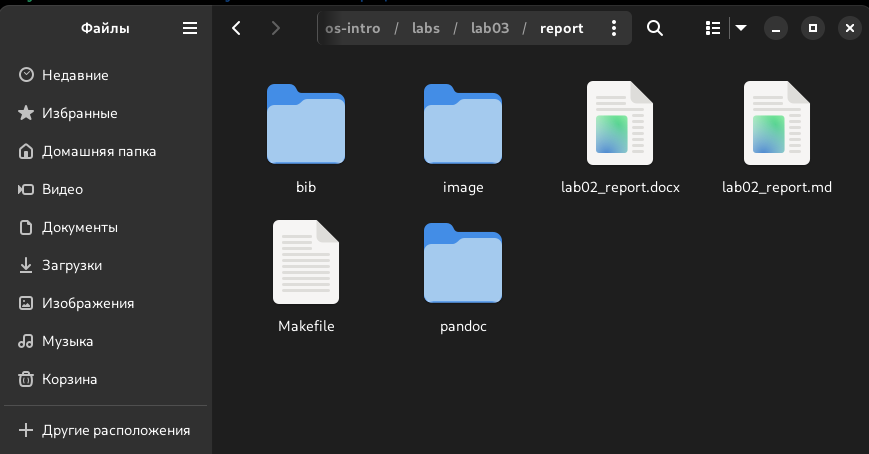 Файлы
os-intro / labs / lab03 / report
Недавние
Избранные
Домашняя папка
Видео
Документы
Загрузки
Изображения
Музыка
Корзина
Другие расположения
bib
image
lab02_report.docx
lab02_report.md
Makefile
pandoc